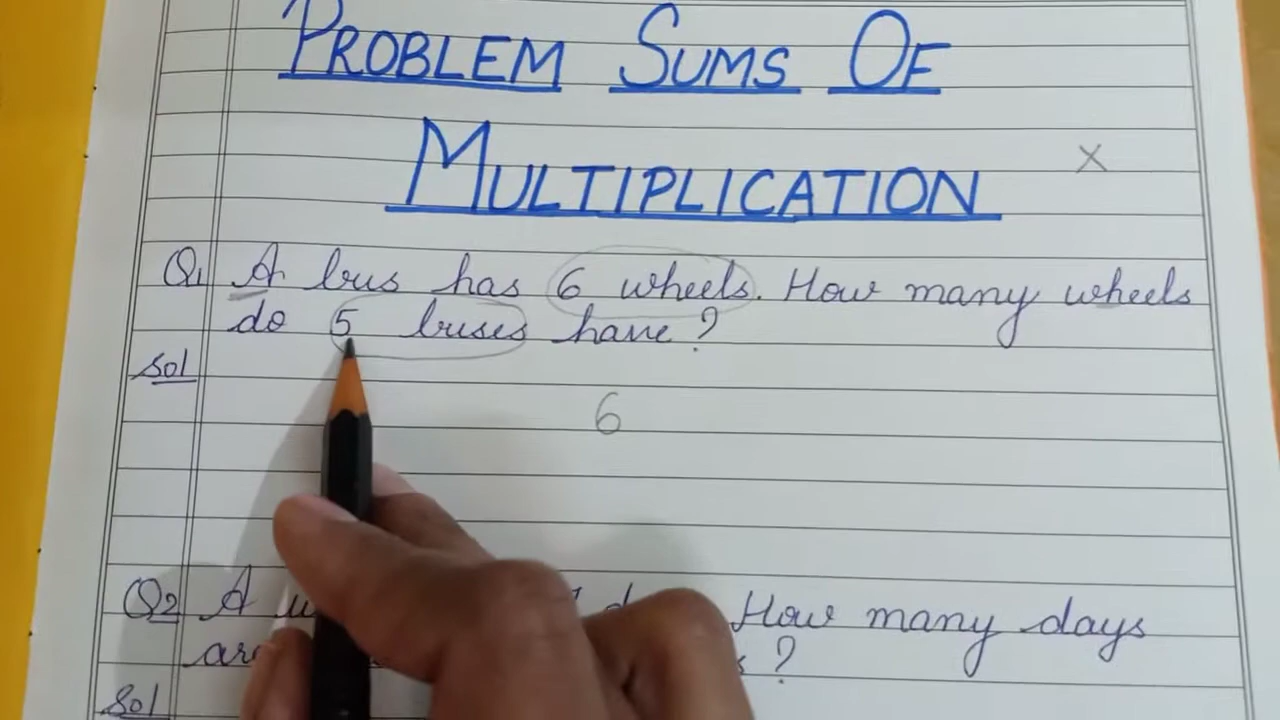 PROBLEM SUMS OF
MULTIPLICATION
×
Q1 A bus has 6 wheels. How many wheels
do 5 buses have?
Sol
6
Q2 A How many days
?
Sol